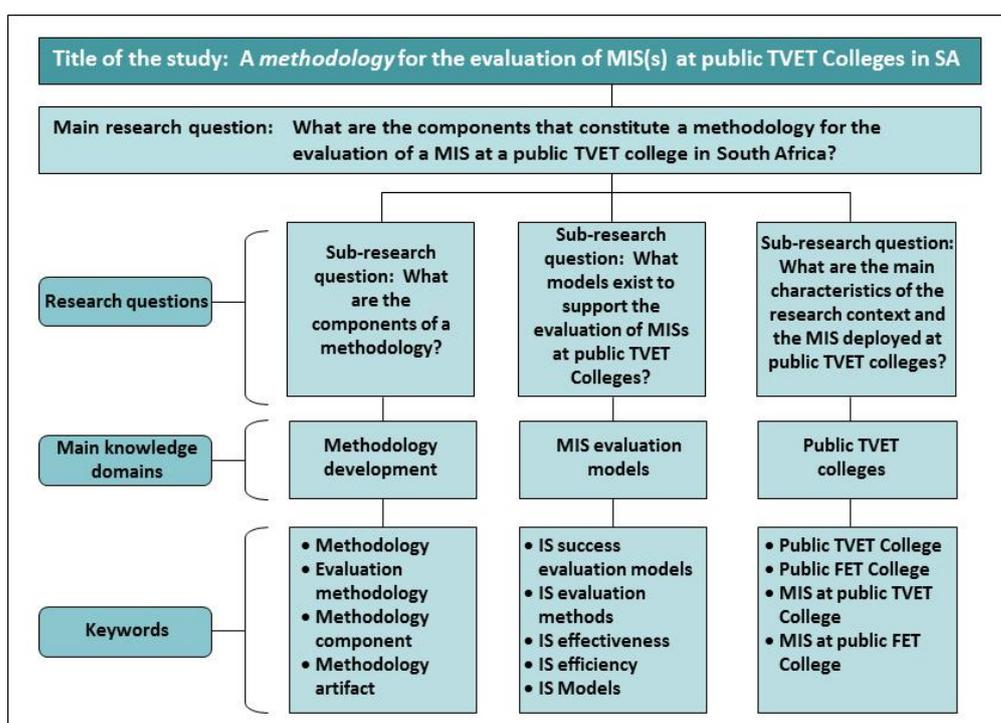 Title of the study: A methodology for the evaluation of MIS(s) at public TVET Colleges in SA
Main research question: What are the components that constitute a methodology for the
evaluation of a MIS at a public TVET college in South Africa?
Research questions
Sub-research
question: What
are the
components of a
methodology?
Sub-research
question: What
models exist to
support the
evaluation of MISs
at public TVET
Colleges?
Sub-research question:
What are the main
characteristics of the
research context and
the MIS deployed at
public TVET colleges?
Main knowledge
domains
Methodology
development
MIS evaluation
models
Public TVET
colleges
Keywords
• Methodology
• Evaluation
methodology
• Methodology
component
• Methodology
artifact
• IS success
evaluation models
• IS evaluation
methods
• IS effectiveness
• IS efficiency
• IS Models
• Public TVET College
• Public FET College
• MIS at public TVET
College
• MIS at public FET
College